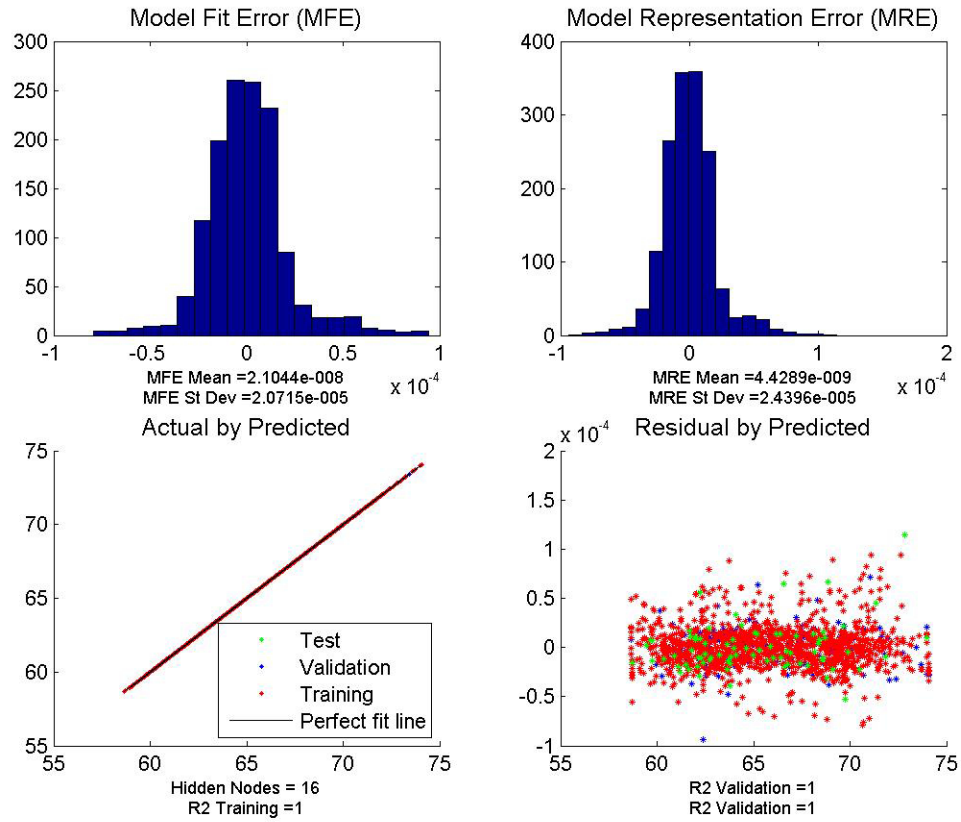 Model Fit Error (MFE)
300
250
200
150
100
50
0
-1
-0.5
0
0.5
1
x 10-4
MFE Mean =2.1044e-008
MFE St Dev =2.0715e-005
Model Representation Error (MRE)
400
300
200
100
0
-1
0
1
2
x 10-4
MRE Mean =4.4289e-009
MRE St Dev =2.4396e-005
Actual by Predicted
75
70
65
60
55
55
60
65
70
75
Test
Validation
Training
Perfect fit line
Hidden Nodes = 16
R2 Training =1
Residual by Predicted
x 10-4
2
1.5
1
0.5
0
-0.5
-1
55
60
65
70
75
R2 Validation =1
R2 Validation =1